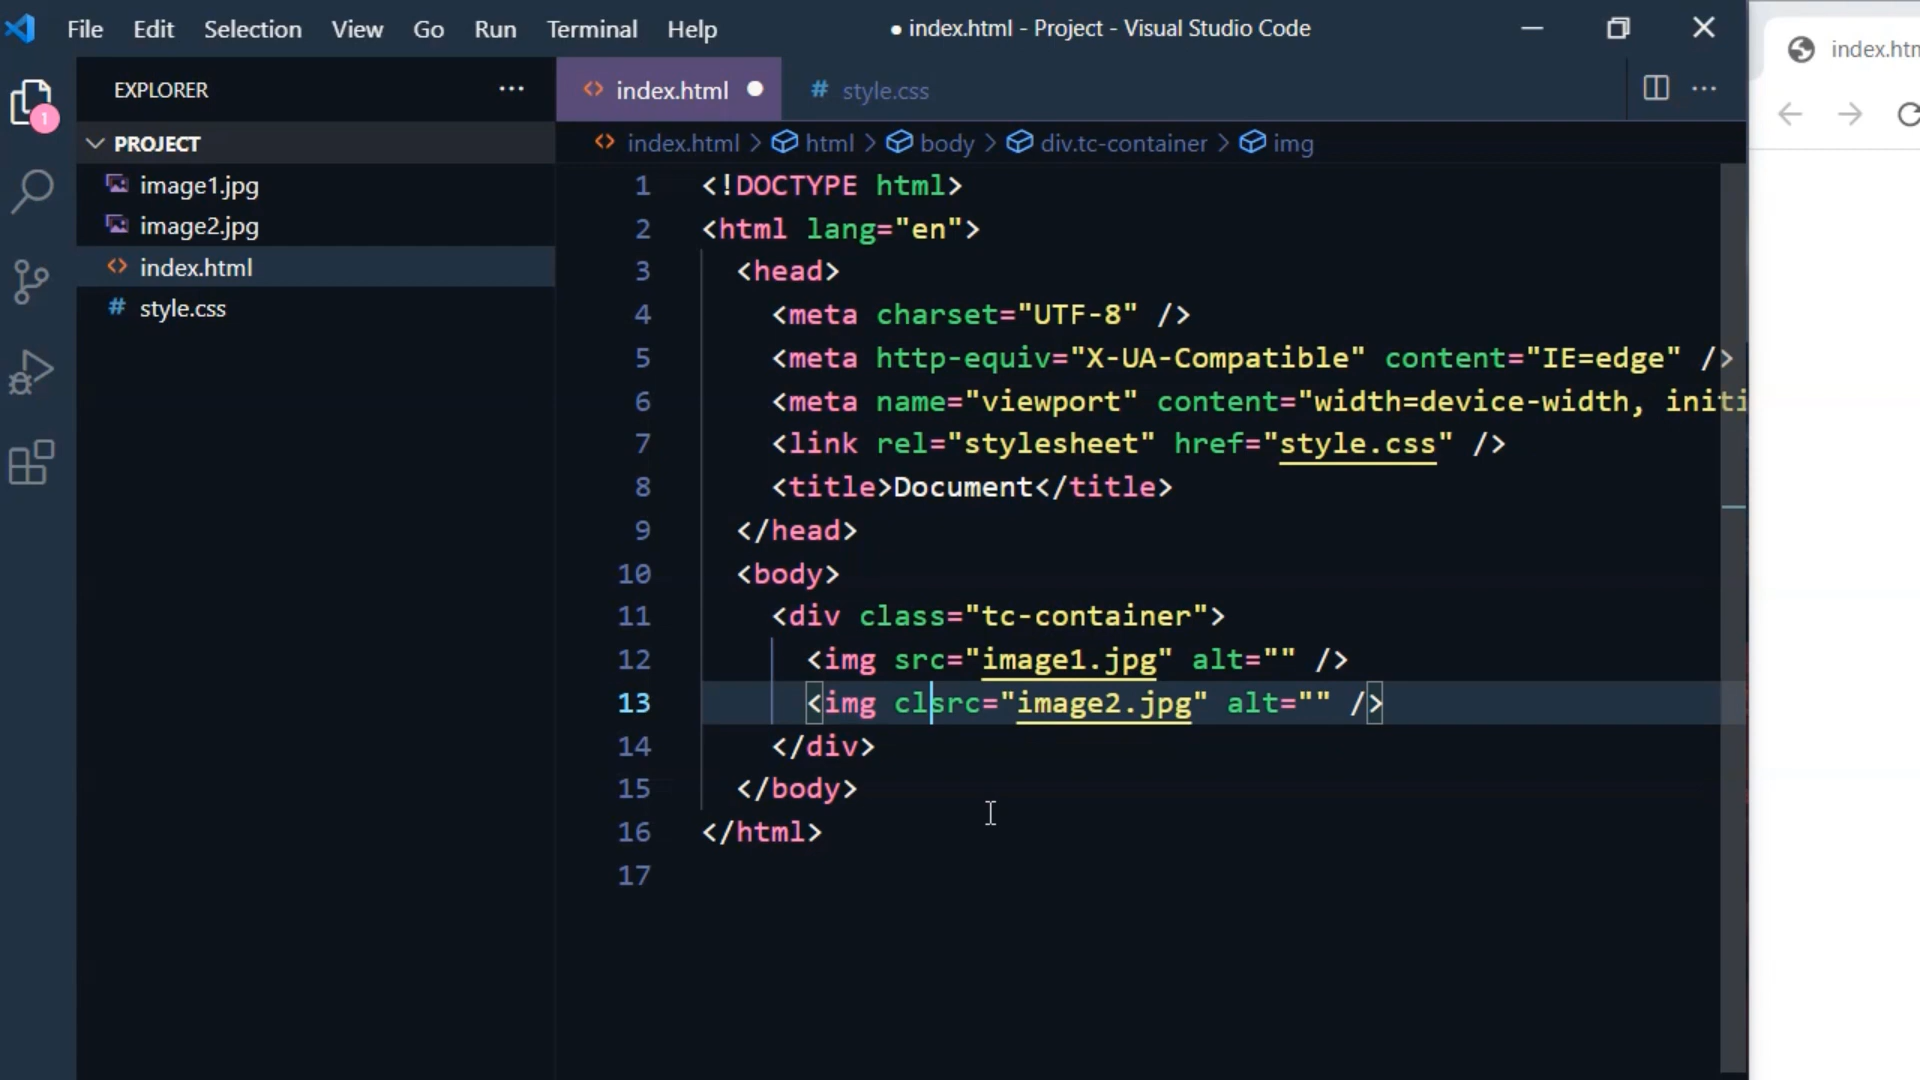 File Edit Selection View Go Run Terminal Help ● index.html - Project - Visual Studio Code
EXPLORER ···
1
PROJECT
image1.jpg
image2.jpg
index.html
# style.css
<> index.html ● # style.css ···
<> index.html > html > body > div.tc-container > img
1 <!DOCTYPE html>
2 <html lang="en">
3 <head>
4 <meta charset="UTF-8" />
5 <meta http-equiv="X-UA-Compatible" content="IE=edge" />
6 <meta name="viewport" content="width=device-width, initi
7 <link rel="stylesheet" href="style.css" />
8 <title>Document</title>
9 </head>
10 <body>
11 <div class="tc-container">
12 <img src="image1.jpg" alt="" />
13 <img clsrc="image2.jpg" alt="" />
14 </div>
15 </body>
16 </html>
17
index.htm